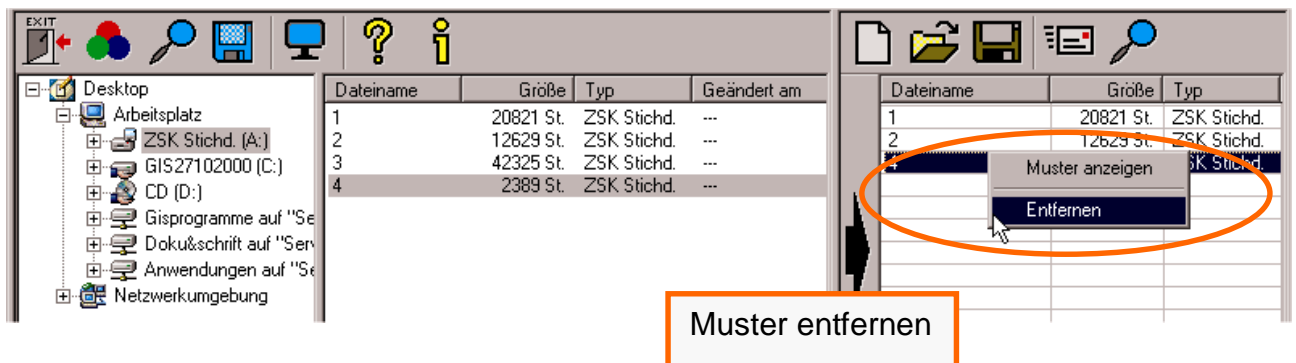 EXIT
Desktop
Arbeitsplatz
ZSK Stichd. (A:)
GIS27102000 (C:)
CD (D:)
Gisprogramme auf "Se
Doku&schrift auf "Serv
Anwendungen auf "Se
Netzwerkumgebung
Dateiname Größe Typ Geändert am
1 20821 St. ZSK Stichd. ---
2 12629 St. ZSK Stichd. ---
3 42325 St. ZSK Stichd. ---
4 2389 St. ZSK Stichd. ---
Dateiname Größe Typ
1 20821 St. ZSK Stichd.
2 12629 St. ZSK Stichd.
4 SK Stichd.
Muster anzeigen
Entfernen
Muster entfernen